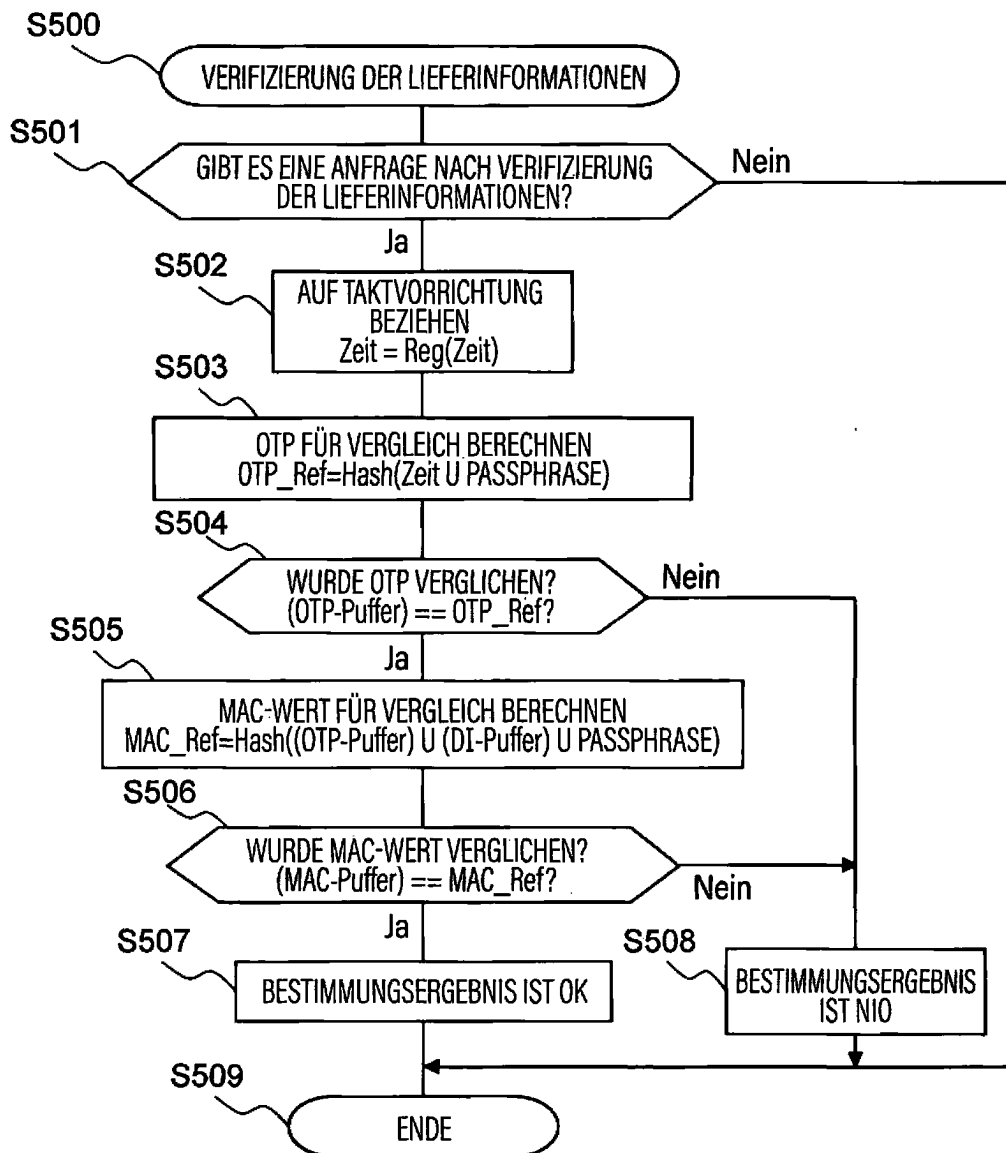 S500
VERIFIZIERUNG DER LIEFERINFORMATIONEN
S501
GIBT ES EINE ANFRAGE NACH VERIFIZIERUNG
DER LIEFERINFORMATIONEN?
Nein
Ja
S502
AUF TAKTVORRICHTUNG
BEZIEHEN
Zeit = Reg(Zeit)
S503
OTP FÜR VERGLEICH BERECHNEN
OTP_Ref=Hash(Zeit U PASSPHRASE)
S504
WURDE OTP VERGLICHEN?
(OTP-Puffer) == OTP_Ref?
Nein
Ja
S505
MAC-WERT FÜR VERGLEICH BERECHNEN
MAC_Ref=Hash((OTP-Puffer) U (DI-Puffer) U PASSPHRASE)
S506
WURDE MAC-WERT VERGLICHEN?
(MAC-Puffer) == MAC_Ref?
Nein
Ja
S507
BESTIMMUNGSERGEBNIS IST OK
S508
BESTIMMUNGSERGEBNIS
IST NIO
S509
ENDE